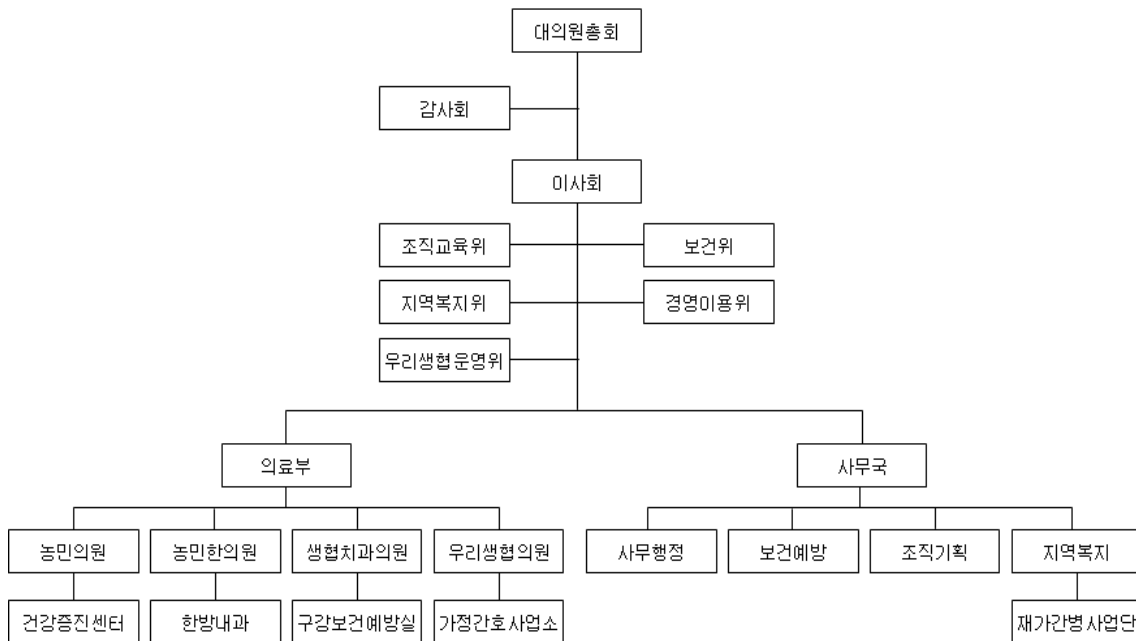 대의원총회
감사회
이사회
조직교육위
보건위
지역복지위
경영이용위
우리생협운영위
의료부
사무국
농민의원
농민한의원
생협치과의원
우리생협의원
사무행정
보건예방
조직기획
지역복지
건강증진센터
한방내과
구강보건예방실
가정간호사업소
재가간병사업단